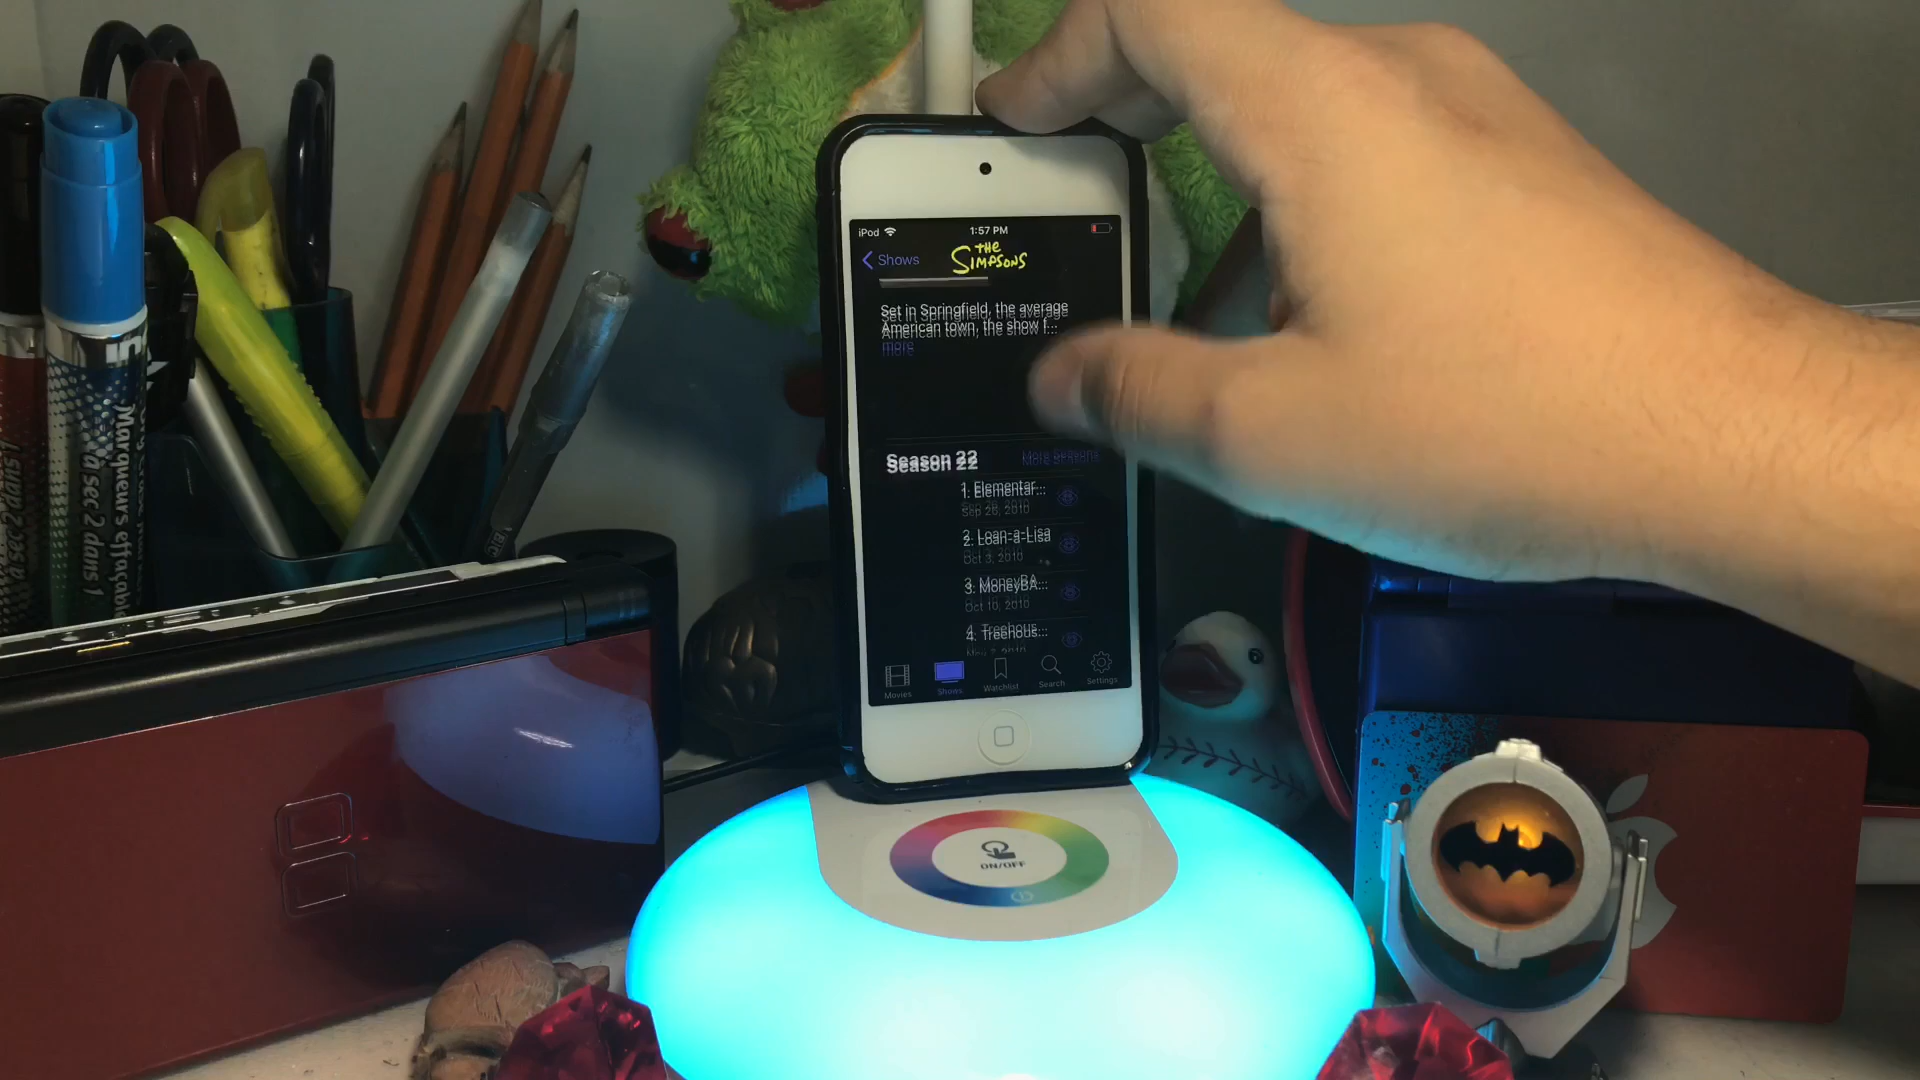 iPod
1:57 PM
Shows
THE SIMPSONS
Set in Springfield, the average
American town, the show f...
more
Season 22
More Seasons
1. Elementar...
Sep 26, 2010
2. Loan-a-Lisa
Oct 3, 2010
3. MoneyBA...
Oct 10, 2010
4. Treehous...
Movies
Shows
Watchlist
Search
Settings
ON/OFF
Marqueurs effaçable
à sec 2 dans 1